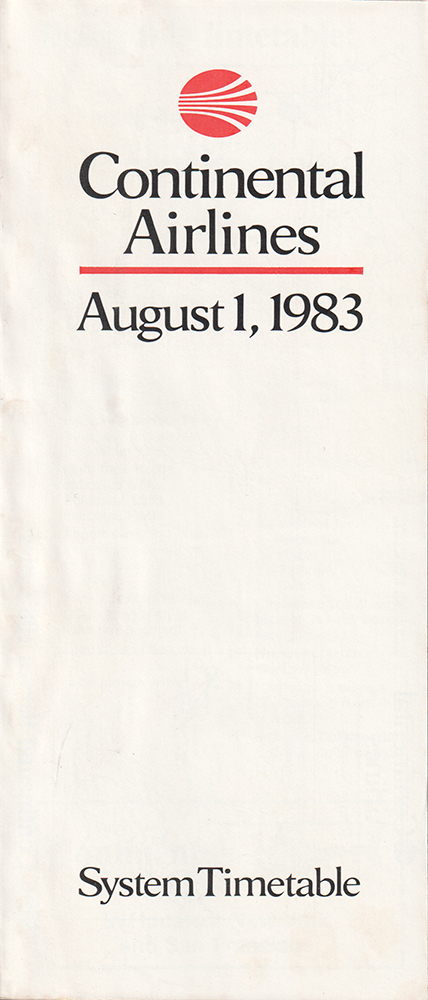 Continental
Airlines
August 1, 1983
System Timetable